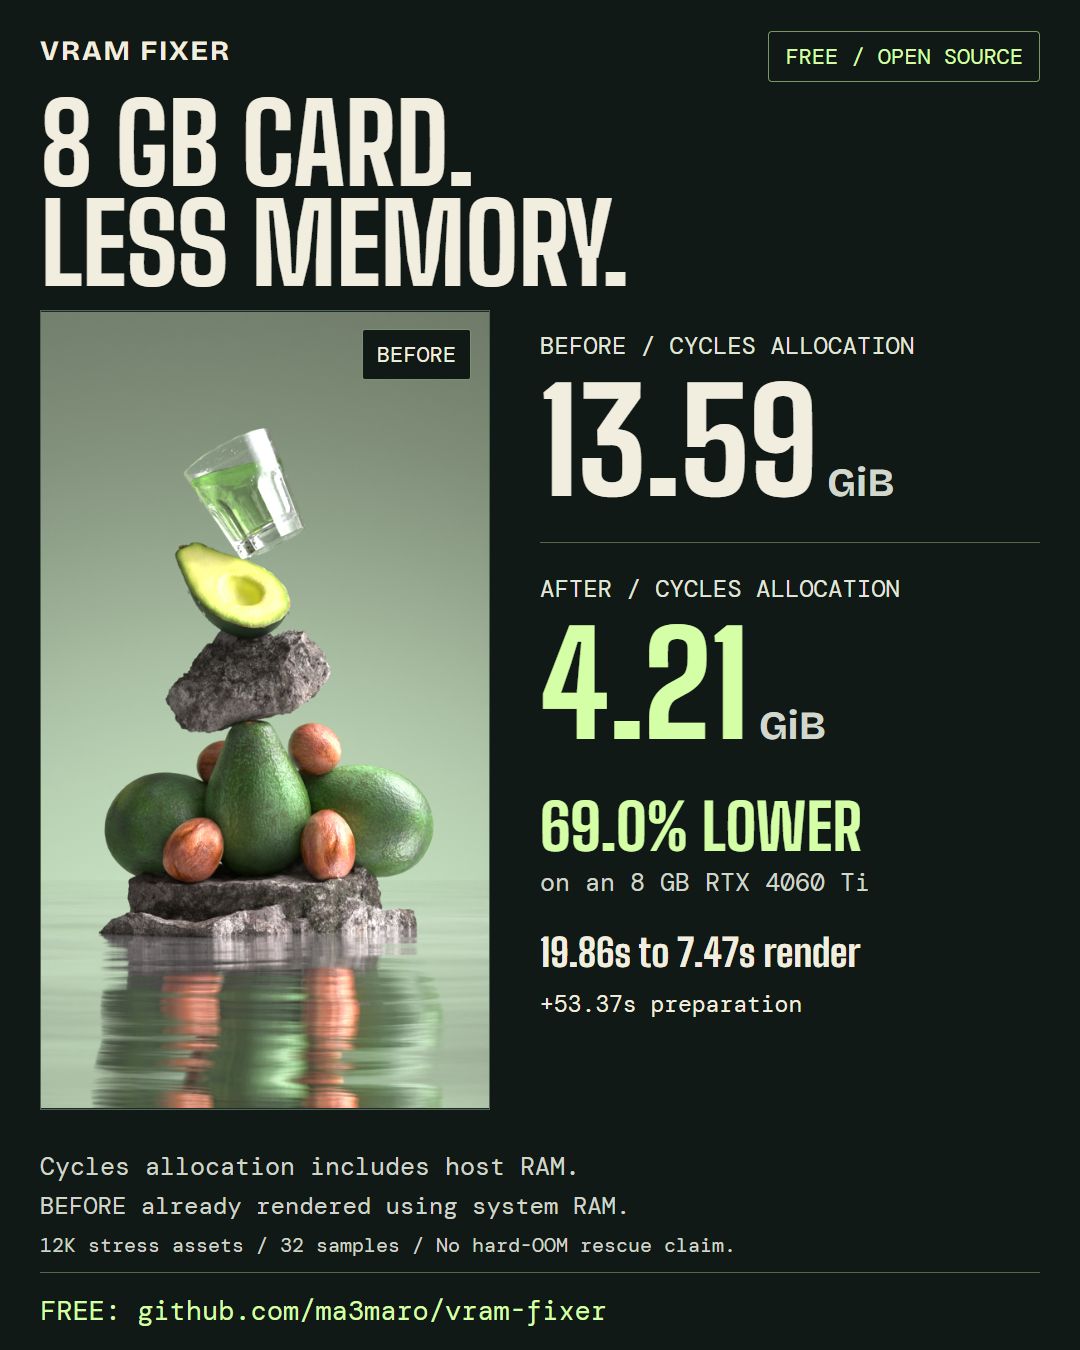 VRAM FIXER
FREE / OPEN SOURCE
8 GB CARD.
LESS MEMORY.
BEFORE
BEFORE / CYCLES ALLOCATION
13.59 GiB
AFTER / CYCLES ALLOCATION
4.21 GiB
69.0% LOWER
on an 8 GB RTX 4060 Ti
19.86s to 7.47s render
+53.37s preparation
Cycles allocation includes host RAM.
BEFORE already rendered using system RAM.
12K stress assets / 32 samples / No hard-OOM rescue claim.
FREE: github.com/ma3maro/vram-fixer